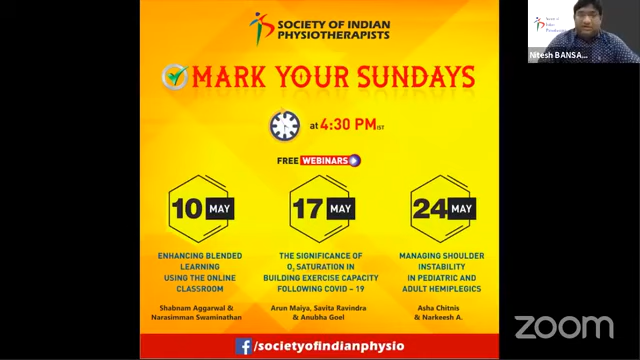 SOCIETY OF INDIAN
PHYSIOTHERAPISTS
MARK YOUR SUNDAYS
at 4:30 PM IST
FREE WEBINARS
10 MAY
ENHANCING BLENDED
LEARNING
USING THE ONLINE
CLASSROOM
Shabnam Aggarwal &
Narasimman Swaminathan
17 MAY
THE SIGNIFICANCE OF
O₂ SATURATION IN
BUILDING EXERCISE CAPACITY
FOLLOWING COVID – 19
Arun Maiya, Savita Ravindra
& Anubha Goel
24 MAY
MANAGING SHOULDER
INSTABILITY
IN PEDIATRIC AND
ADULT HEMIPLEGICS
Asha Chitnis
& Narkeesh A.
f/societyofindianphysio
Nitesh BANSA...
zoom